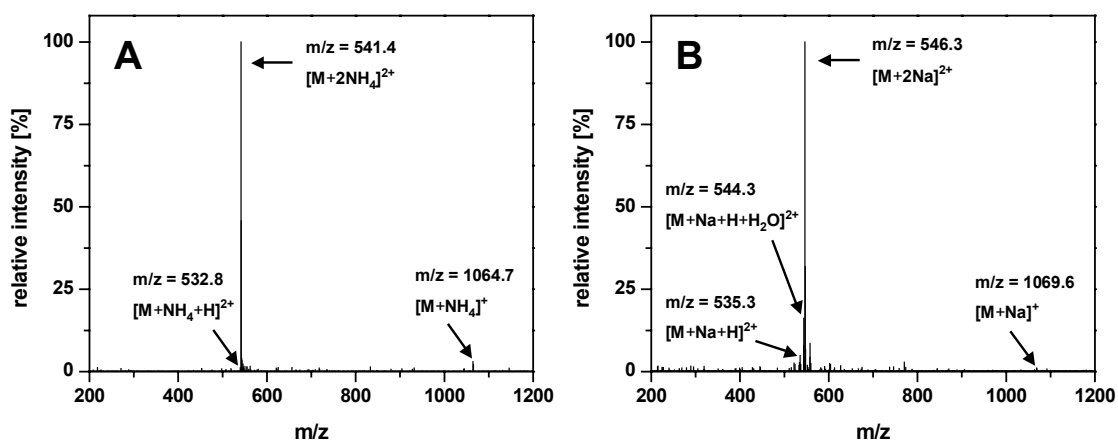 A
m/z = 541.4
[M+2NH₄]²⁺
m/z = 532.8
[M+NH₄+H]²⁺
m/z = 1064.7
[M+NH₄]⁺
relative intensity [%]
100
75
50
25
0
200 400 600 800 1000 1200
m/z
B
m/z = 546.3
[M+2Na]²⁺
m/z = 544.3
[M+Na+H+H₂O]²⁺
m/z = 535.3
[M+Na+H]²⁺
m/z = 1069.6
[M+Na]⁺
relative intensity [%]
100
75
50
25
0
200 400 600 800 1000 1200
m/z